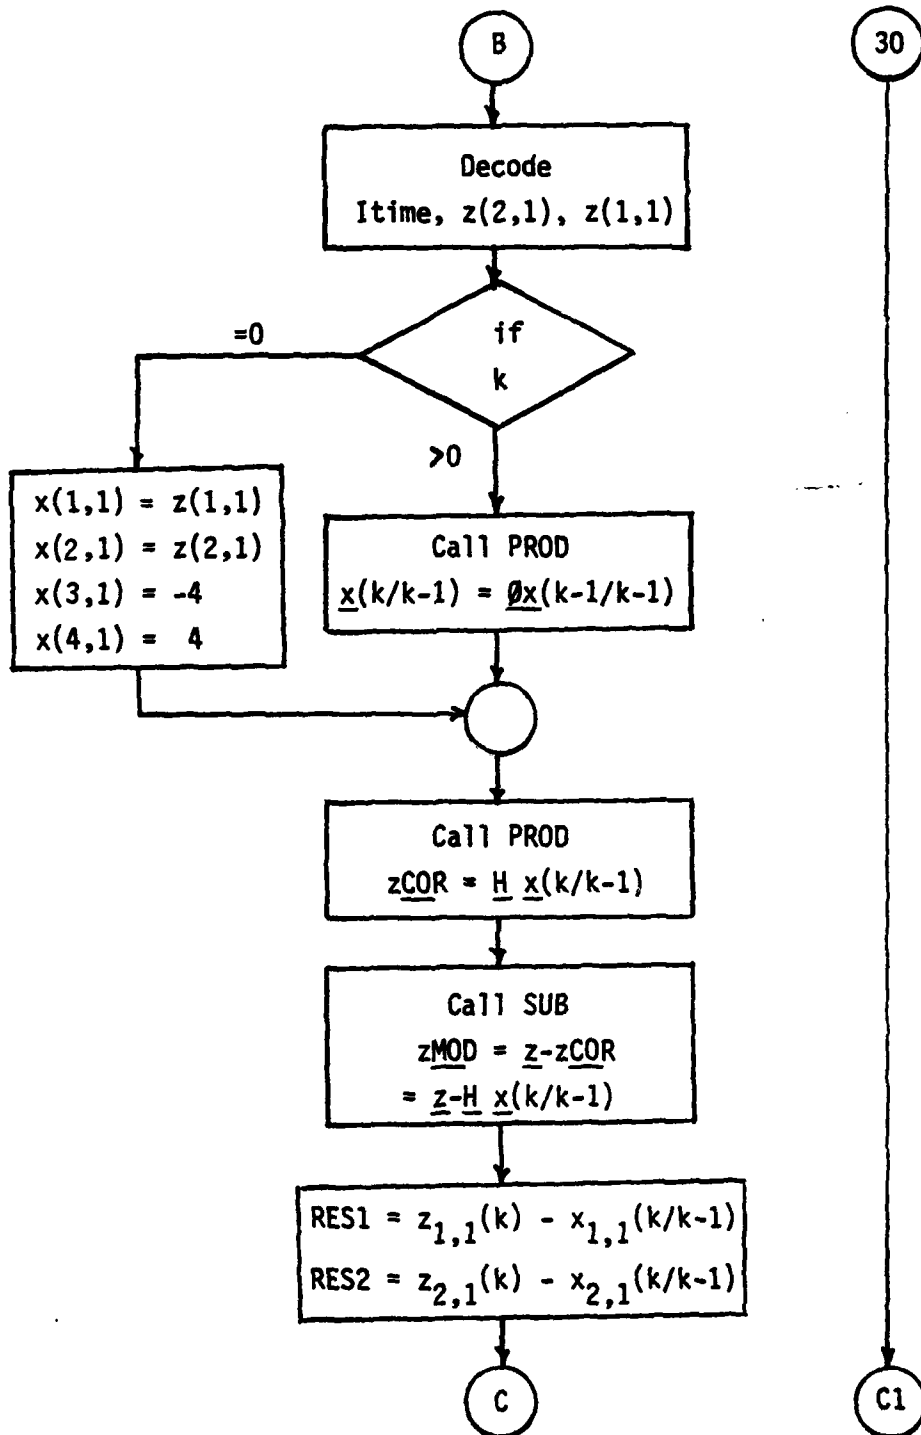 B
30
Decode
Itime, z(2,1), z(1,1)
=0
if
k
>0
x(1,1) = z(1,1)
x(2,1) = z(2,1)
x(3,1) = -4
x(4,1) = 4
Call PROD
x(k/k-1) = Øx(k-1/k-1)
Call PROD
zCOR = H x(k/k-1)
Call SUB
zMOD = z-zCOR
= z-H x(k/k-1)
RES1 = z1,1(k) - x1,1(k/k-1)
RES2 = z2,1(k) - x2,1(k/k-1)
C
C1